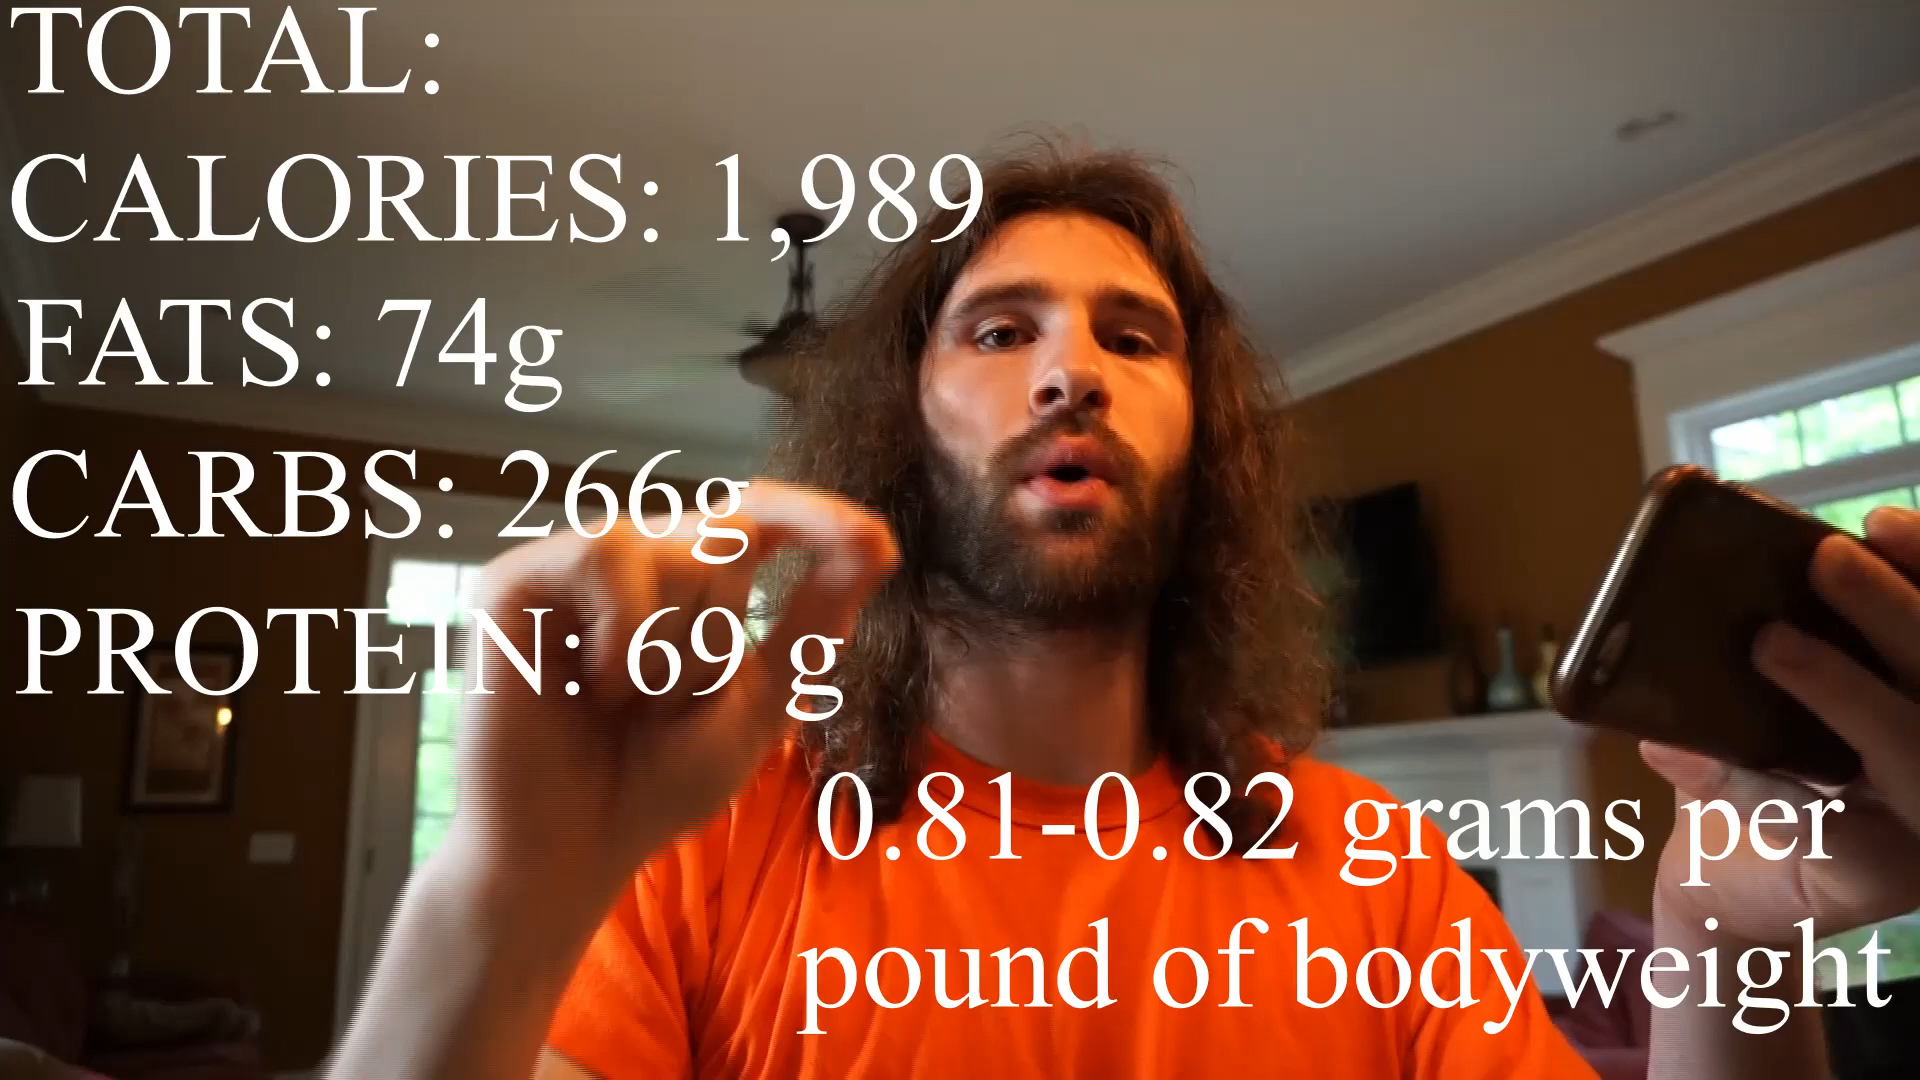 TOTAL:
CALORIES: 1,989
FATS: 74g
CARBS: 266g
PROTEIN: 69 g
0.81-0.82 grams per
pound of bodyweight